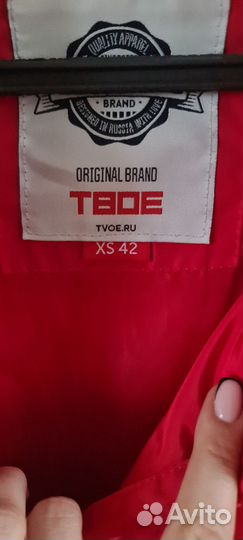 QUALITY APPAREL
BRAND
DESIGNED IN RUSSIA WITH LOVE
ORIGINAL BRAND
ТВОЕ
TVOE.RU
XS 42
Avito